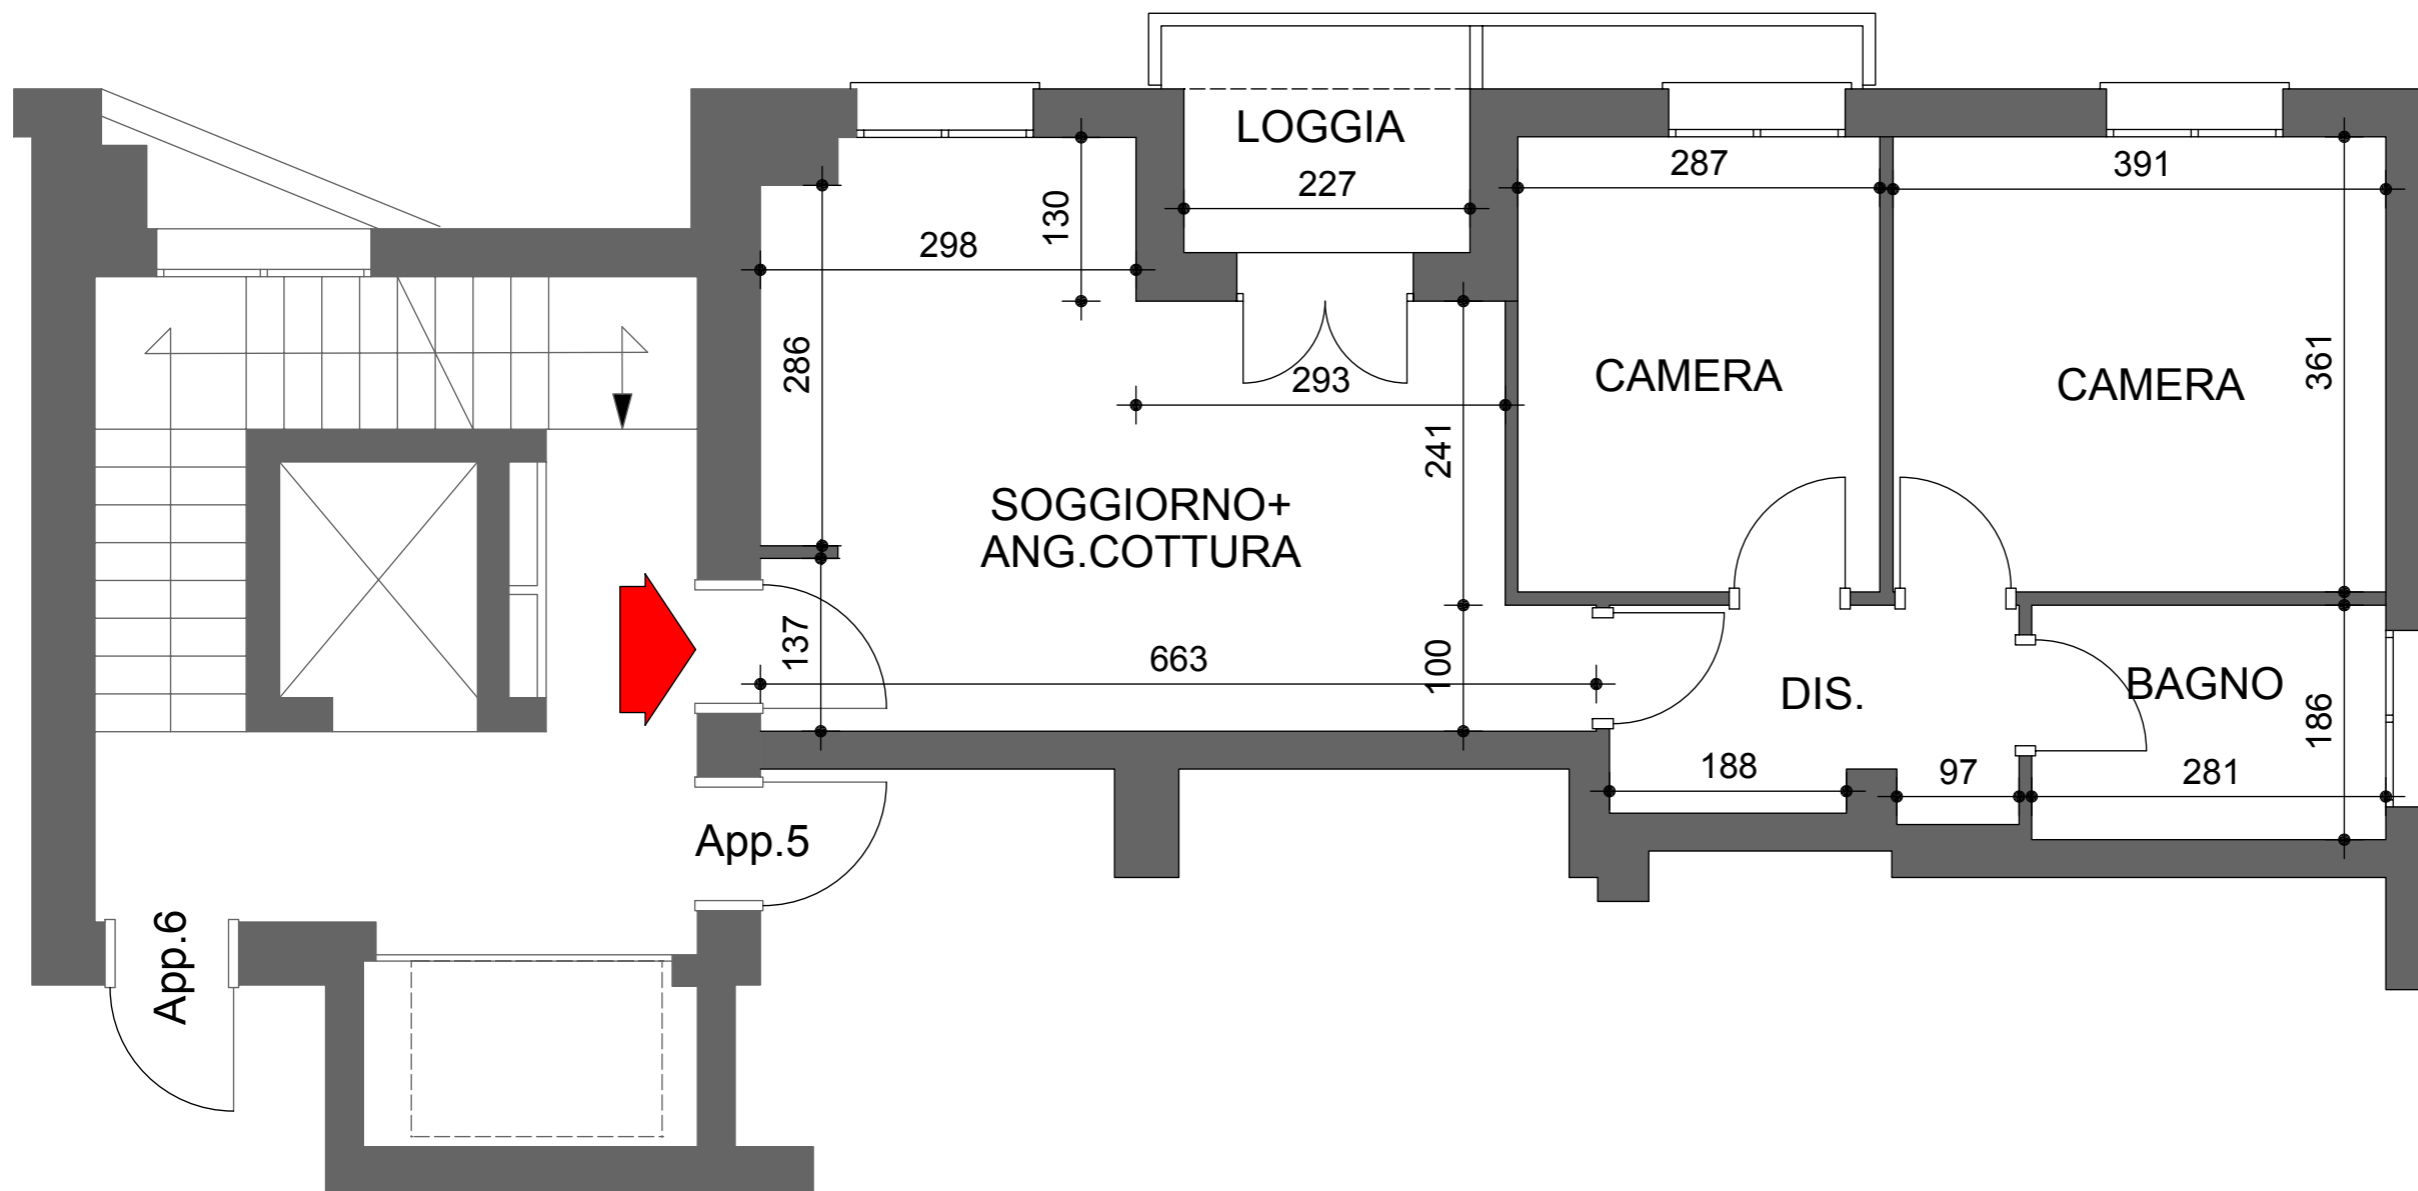 LOGGIA
287
391
227
130
298
286
293
361
CAMERA
CAMERA
241
SOGGIORNO+
ANG.COTTURA
137
663
100
DIS.
BAGNO
186
188
97
281
App.5
App.6